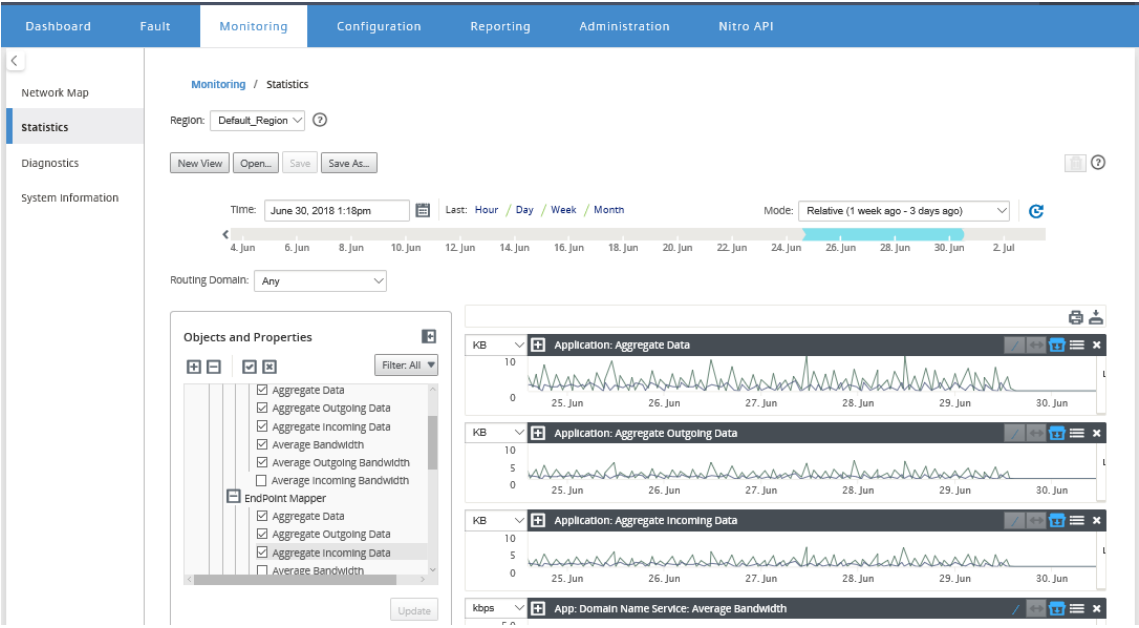 Dashboard Fault Monitoring Configuration Reporting Administration Nitro API
Network Map
Statistics
Diagnostics
System Information
Monitoring / Statistics
Region: Default_Region ?
New View Open... Save Save As... ?
Time: June 30, 2018 1:18pm Last: Hour / Day / Week / Month Mode: Relative (1 week ago - 3 days ago)
4. Jun 6. Jun 8. Jun 10. Jun 12. Jun 14. Jun 16. Jun 18. Jun 20. Jun 22. Jun 24. Jun 26. Jun 28. Jun 30. Jun 2. Jul
Routing Domain: Any
Objects and Properties
Filter: All
Aggregate Data
Aggregate Outgoing Data
Aggregate Incoming Data
Average Bandwidth
Average Outgoing Bandwidth
Average Incoming Bandwidth
EndPoint Mapper
Aggregate Data
Aggregate Outgoing Data
Aggregate Incoming Data
Average Bandwidth
Update
KB Application: Aggregate Data
10
0
25. Jun 26. Jun 27. Jun 28. Jun 29. Jun 30. Jun
KB Application: Aggregate Outgoing Data
10
5
0
25. Jun 26. Jun 27. Jun 28. Jun 29. Jun 30. Jun
KB Application: Aggregate Incoming Data
10
5
0
25. Jun 26. Jun 27. Jun 28. Jun 29. Jun 30. Jun
kbps App: Domain Name Service: Average Bandwidth
5.0